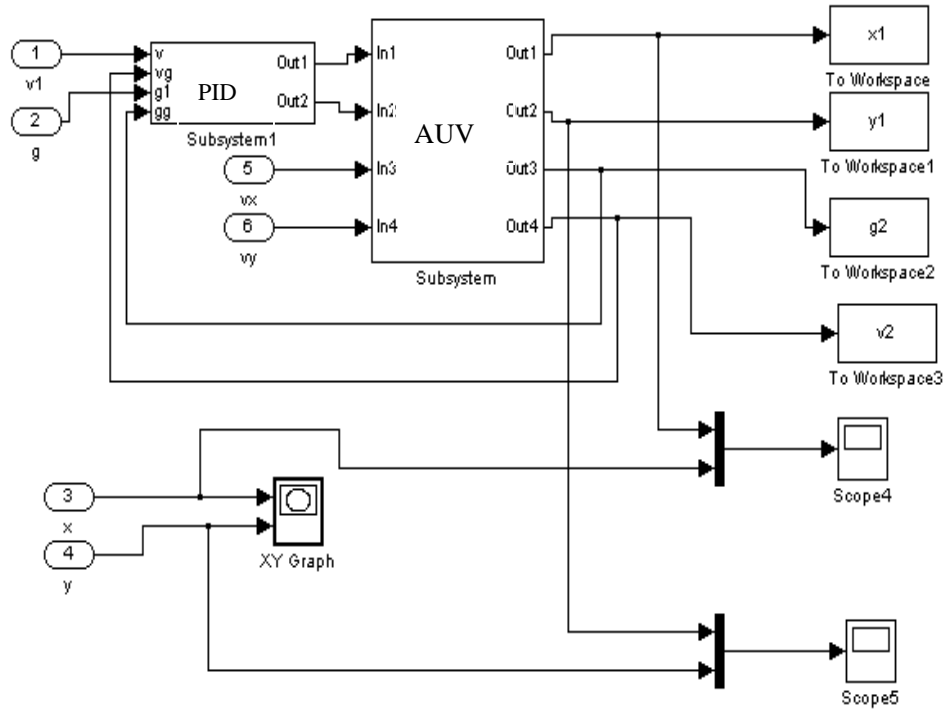 1
v1
2
g
v
vg
g1
gg
PID
Out1
Out2
Subsystem1
5
vx
6
vy
In1
In2
In3
In4
AUV
Out1
Out2
Out3
Out4
Subsystem
x1
To Workspace
y1
To Workspace1
g2
To Workspace2
v2
To Workspace3
3
x
4
y
XY Graph
Scope4
Scope5